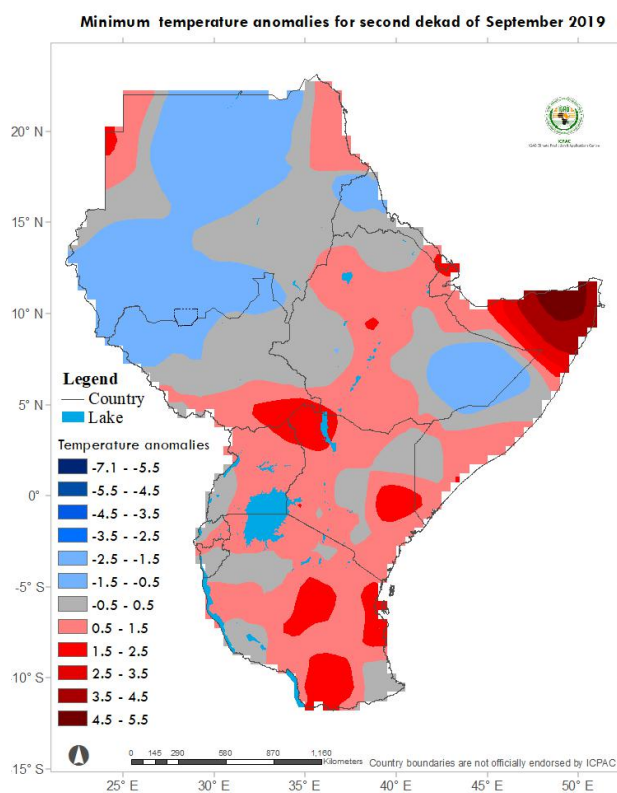 Minimum temperature anomalies for second dekad of September 2019
20° N
15° N
10° N
5° N
0°
5° S
10° S
15° S
IGAD
ICPAC
Legend
Country
Lake
Temperature anomalies
-7.1 - -5.5
-5.5 - -4.5
-4.5 - -3.5
-3.5 - -2.5
-2.5 - -1.5
-1.5 - -0.5
-0.5 - 0.5
0.5 - 1.5
1.5 - 2.5
2.5 - 3.5
3.5 - 4.5
4.5 - 5.5
0 145 290 580 870 1,160
Kilometers
Country boundaries are not officially endorsed by ICPAC
25° E 30° E 35° E 40° E 45° E 50° E